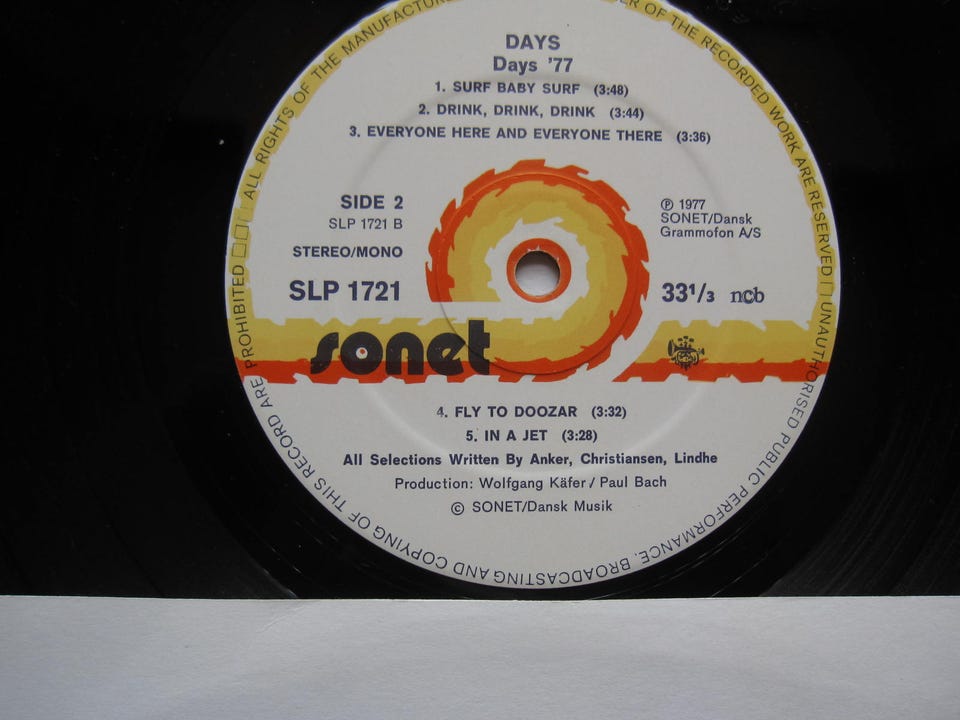 DAYS
Days '77
1. SURF BABY SURF (3:48)
2. DRINK, DRINK, DRINK (3:44)
3. EVERYONE HERE AND EVERYONE THERE (3:36)
SIDE 2
SLP 1721 B
STEREO/MONO
SLP 1721
℗ 1977
SONET/Dansk
Grammofon A/S
33¹/₃ ncb
sonet
4. FLY TO DOOZAR (3:32)
5. IN A JET (3:28)
All Selections Written By Anker, Christiansen, Lindhe
Production: Wolfgang Käfer / Paul Bach
© SONET/Dansk Musik
ALL RIGHTS OF THE MANUFACTURE
OF THE RECORDED WORK ARE RESERVED
UNAUTHORISED PUBLIC PERFORMANCE, BROADCASTING AND COPYING OF THIS RECORD ARE PROHIBITED